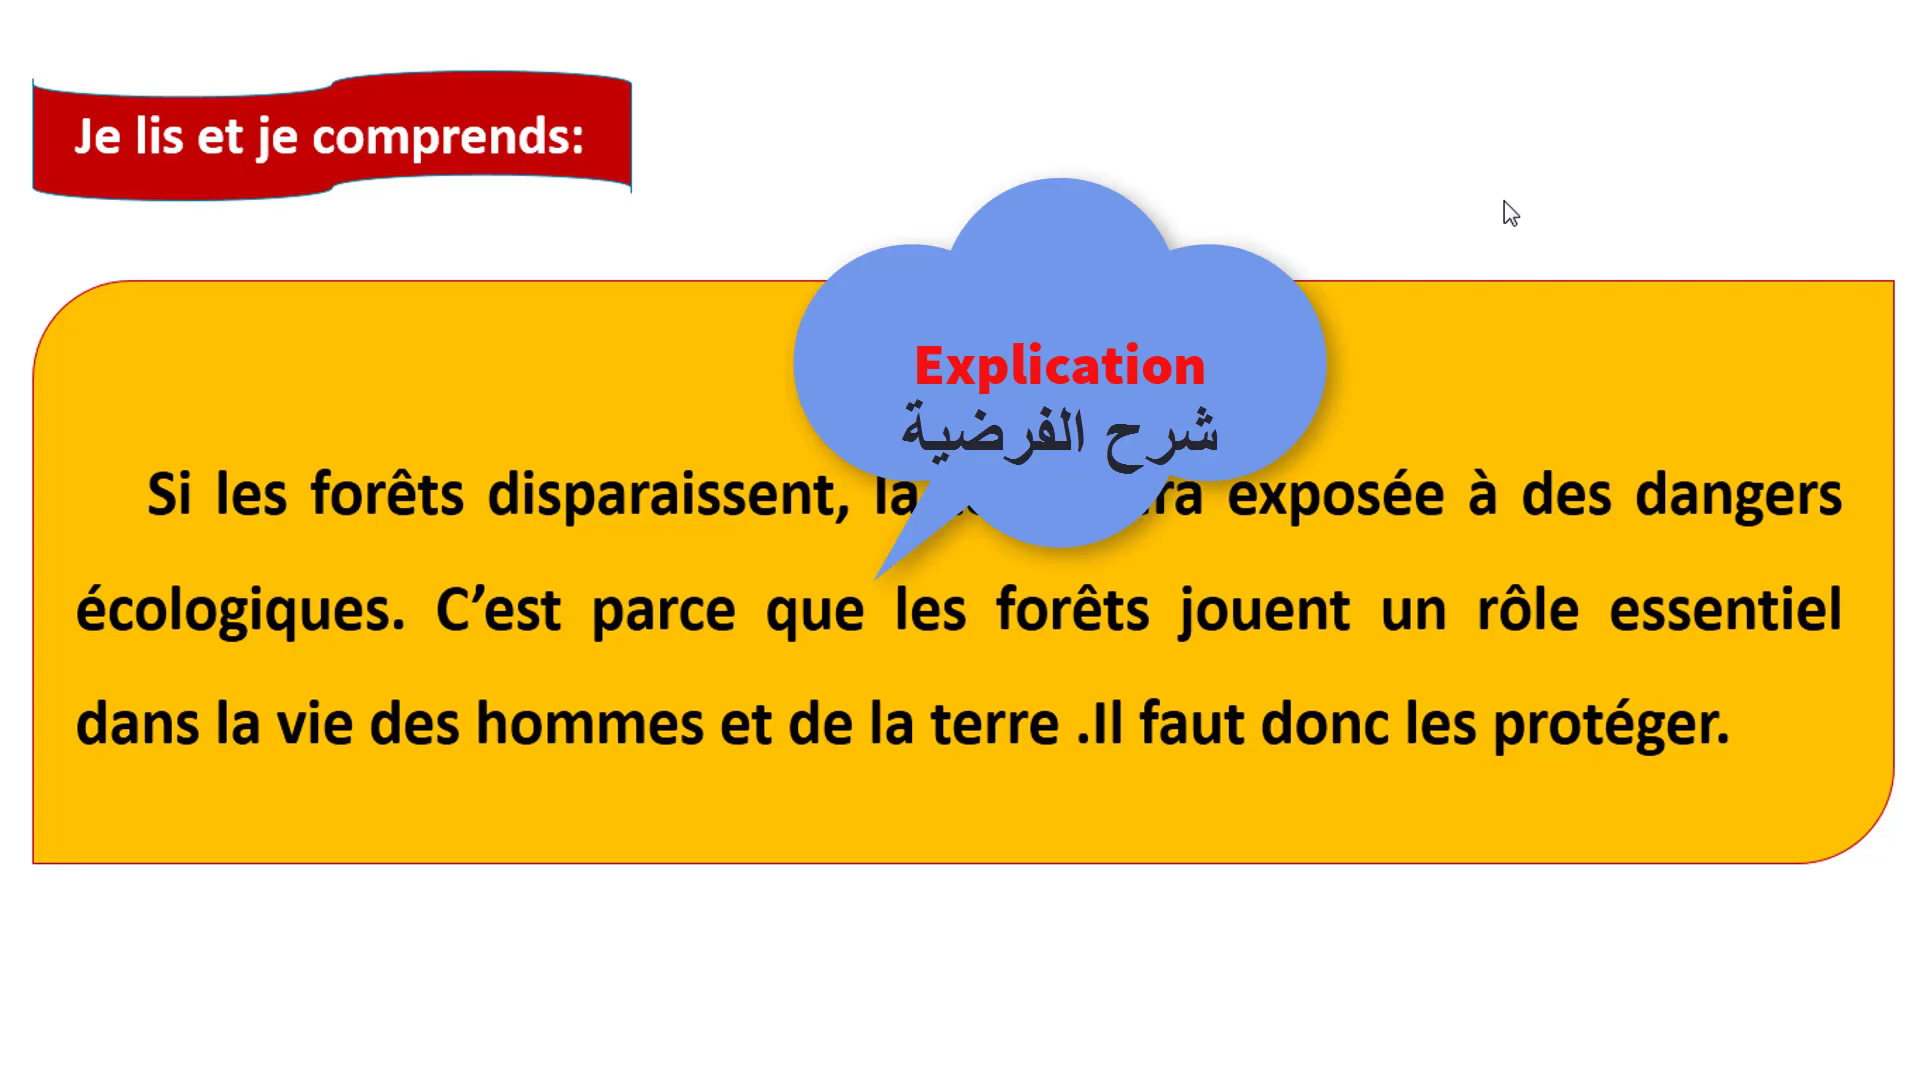 Je lis et je comprends:
Explication
شرح الفرضية
Si les forêts disparaissent, la exposée à des dangers
écologiques. C’est parce que les forêts jouent un rôle essentiel
dans la vie des hommes et de la terre .Il faut donc les protéger.